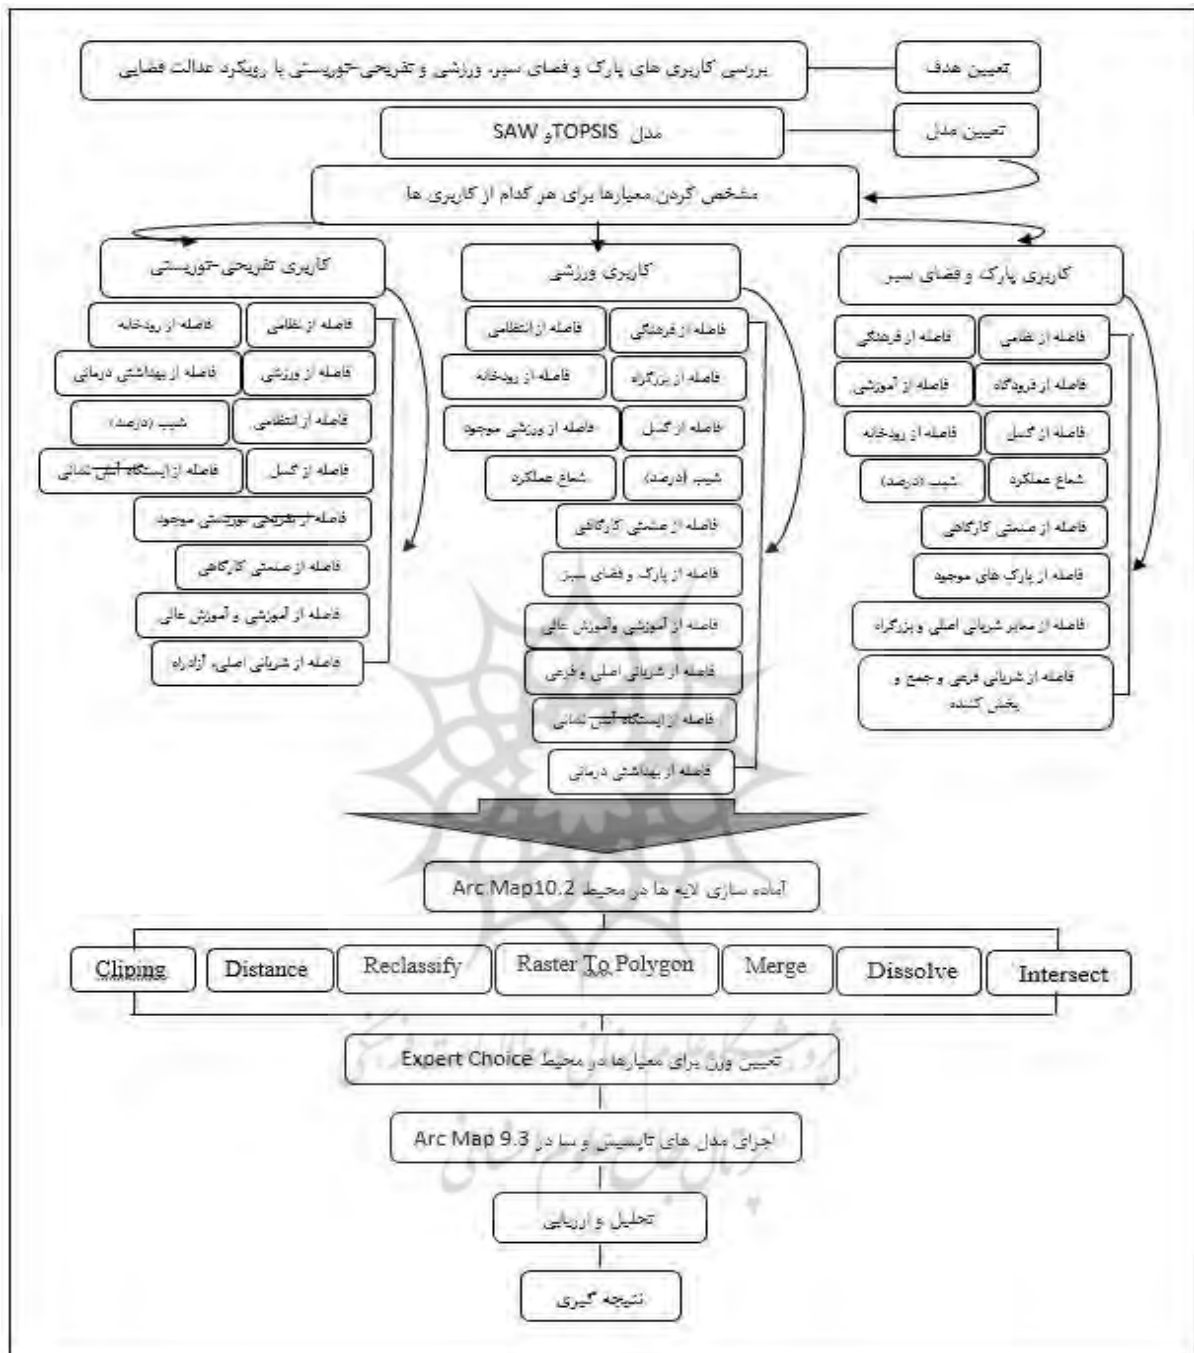 تعیین هدف
بررسی کاربری های پارک و فضای سبز، ورزشی و تفریحی-توریستی با رویکرد عدالت فضایی
تعیین مدل
مدل TOPSIS و SAW
مشخص کردن معیارها برای هر کدام از کاربری ها
کاربری پارک و فضای سبز
فاصله از نظامی
فاصله از فرهنگی
فاصله از فرودگاه
فاصله از آموزشی
فاصله از گسل
فاصله از رودخانه
شعاع عملکرد
شیب (درصد)
فاصله از صنعتی کارگاهی
فاصله از پارک های موجود
فاصله از معابر شریانی اصلی و بزرگراه
فاصله از شریانی فرعی و جمع و
پخش کننده
کاربری ورزشی
فاصله از فرهنگی
فاصله از انتظامی
فاصله از بزرگراه
فاصله از رودخانه
فاصله از گسل
فاصله از ورزشی موجود
شیب (درصد)
شعاع عملکرد
فاصله از صنعتی کارگاهی
فاصله از پارک و فضای سبز
فاصله از آموزشی وآموزش عالی
فاصله از شریانی اصلی و فرعی
فاصله از ایستگاه آتش نشانی
فاصله از بهداشتی درمانی
کاربری تفریحی-توریستی
فاصله از نظامی
فاصله از رودخانه
فاصله از ورزشی
فاصله از بهداشتی درمانی
فاصله از انتظامی
شیب (درصد)
فاصله از گسل
فاصله از ایستگاه آتش نشانی
فاصله از تفریحی توریستی موجود
فاصله از صنعتی کارگاهی
فاصله از آموزشی و آموزش عالی
فاصله از شریانی اصلی، آزادراه
آماده سازی لایه ها در محیط Arc Map10.2
Cliping
Distance
Reclassify
Raster To Polygon
Merge
Dissolve
Intersect
پژوهشگاه علوم انسانی و مطالعات فرهنگی
تعیین وزن برای معیارها در محیط Expert Choice
اجرای مدل های تاپسیس و سا در Arc Map 9.3
پرتال جامع علوم انسانی
تحلیل و ارزیابی
نتیجه گیری